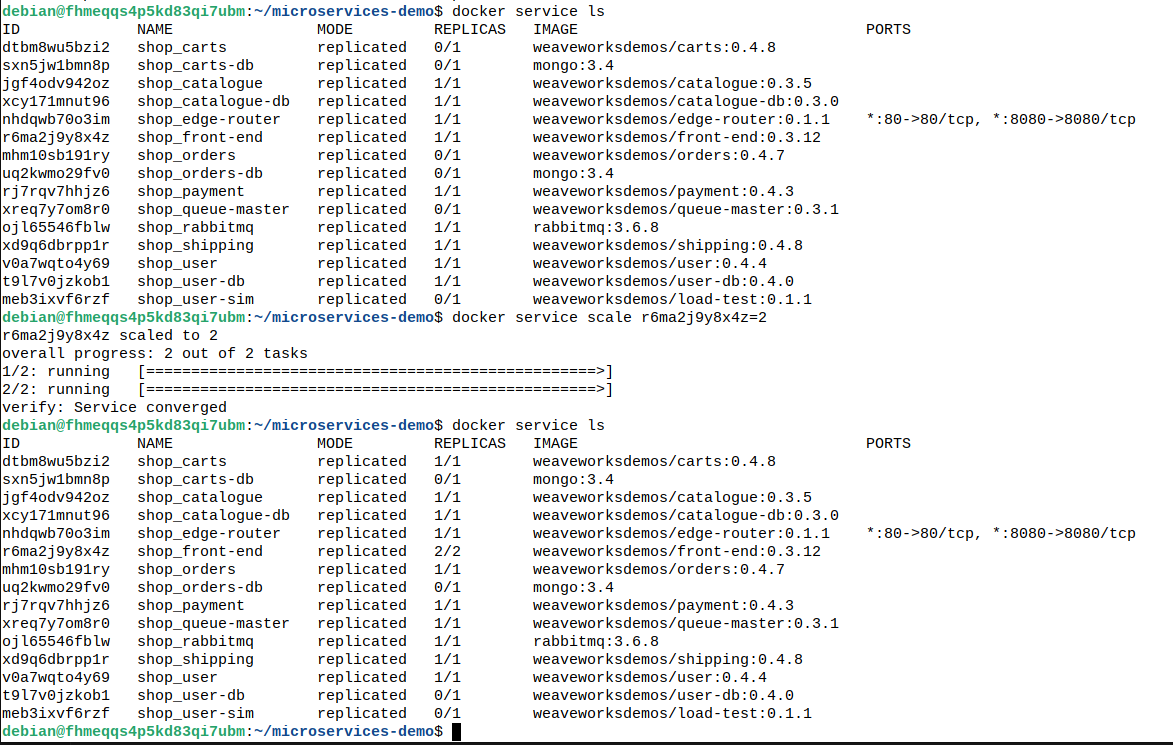 debian@fhmeqqs4p5kd83qi7ubm:~/microservices-demo$ docker service ls
ID                NAME                MODE         REPLICAS   IMAGE                                PORTS
dtbm8wu5bzi2   shop_carts          replicated   0/1        weaveworksdemos/carts:0.4.8
sxn5jw1bmn8p   shop_carts-db       replicated   0/1        mongo:3.4
jgf4odv942oz   shop_catalogue      replicated   1/1        weaveworksdemos/catalogue:0.3.5
xcy171mnut96   shop_catalogue-db   replicated   1/1        weaveworksdemos/catalogue-db:0.3.0
nhdqwb70o3im   shop_edge-router    replicated   1/1        weaveworksdemos/edge-router:0.1.1    *:80->80/tcp, *:8080->8080/tcp
r6ma2j9y8x4z   shop_front-end      replicated   1/1        weaveworksdemos/front-end:0.3.12
mhm10sb191ry   shop_orders         replicated   0/1        weaveworksdemos/orders:0.4.7
uq2kwmo29fv0   shop_orders-db      replicated   0/1        mongo:3.4
rj7rqv7hhjz6   shop_payment        replicated   1/1        weaveworksdemos/payment:0.4.3
xreq7y7om8r0   shop_queue-master   replicated   0/1        weaveworksdemos/queue-master:0.3.1
ojl65546fblw   shop_rabbitmq       replicated   1/1        rabbitmq:3.6.8
xd9q6dbrpp1r   shop_shipping       replicated   1/1        weaveworksdemos/shipping:0.4.8
v0a7wqto4y69   shop_user           replicated   1/1        weaveworksdemos/user:0.4.4
t9l7v0jzkob1   shop_user-db        replicated   1/1        weaveworksdemos/user-db:0.4.0
meb3ixvf6rzf   shop_user-sim       replicated   0/1        weaveworksdemos/load-test:0.1.1
debian@fhmeqqs4p5kd83qi7ubm:~/microservices-demo$ docker service scale r6ma2j9y8x4z=2
r6ma2j9y8x4z scaled to 2
overall progress: 2 out of 2 tasks
1/2: running   [==================================================>]
2/2: running   [==================================================>]
verify: Service converged
debian@fhmeqqs4p5kd83qi7ubm:~/microservices-demo$ docker service ls
ID                NAME                MODE         REPLICAS   IMAGE                                PORTS
dtbm8wu5bzi2   shop_carts          replicated   1/1        weaveworksdemos/carts:0.4.8
sxn5jw1bmn8p   shop_carts-db       replicated   0/1        mongo:3.4
jgf4odv942oz   shop_catalogue      replicated   1/1        weaveworksdemos/catalogue:0.3.5
xcy171mnut96   shop_catalogue-db   replicated   1/1        weaveworksdemos/catalogue-db:0.3.0
nhdqwb70o3im   shop_edge-router    replicated   1/1        weaveworksdemos/edge-router:0.1.1    *:80->80/tcp, *:8080->8080/tcp
r6ma2j9y8x4z   shop_front-end      replicated   2/2        weaveworksdemos/front-end:0.3.12
mhm10sb191ry   shop_orders         replicated   1/1        weaveworksdemos/orders:0.4.7
uq2kwmo29fv0   shop_orders-db      replicated   0/1        mongo:3.4
rj7rqv7hhjz6   shop_payment        replicated   1/1        weaveworksdemos/payment:0.4.3
xreq7y7om8r0   shop_queue-master   replicated   1/1        weaveworksdemos/queue-master:0.3.1
ojl65546fblw   shop_rabbitmq       replicated   1/1        rabbitmq:3.6.8
xd9q6dbrpp1r   shop_shipping       replicated   1/1        weaveworksdemos/shipping:0.4.8
v0a7wqto4y69   shop_user           replicated   1/1        weaveworksdemos/user:0.4.4
t9l7v0jzkob1   shop_user-db        replicated   0/1        weaveworksdemos/user-db:0.4.0
meb3ixvf6rzf   shop_user-sim       replicated   0/1        weaveworksdemos/load-test:0.1.1
debian@fhmeqqs4p5kd83qi7ubm:~/microservices-demo$